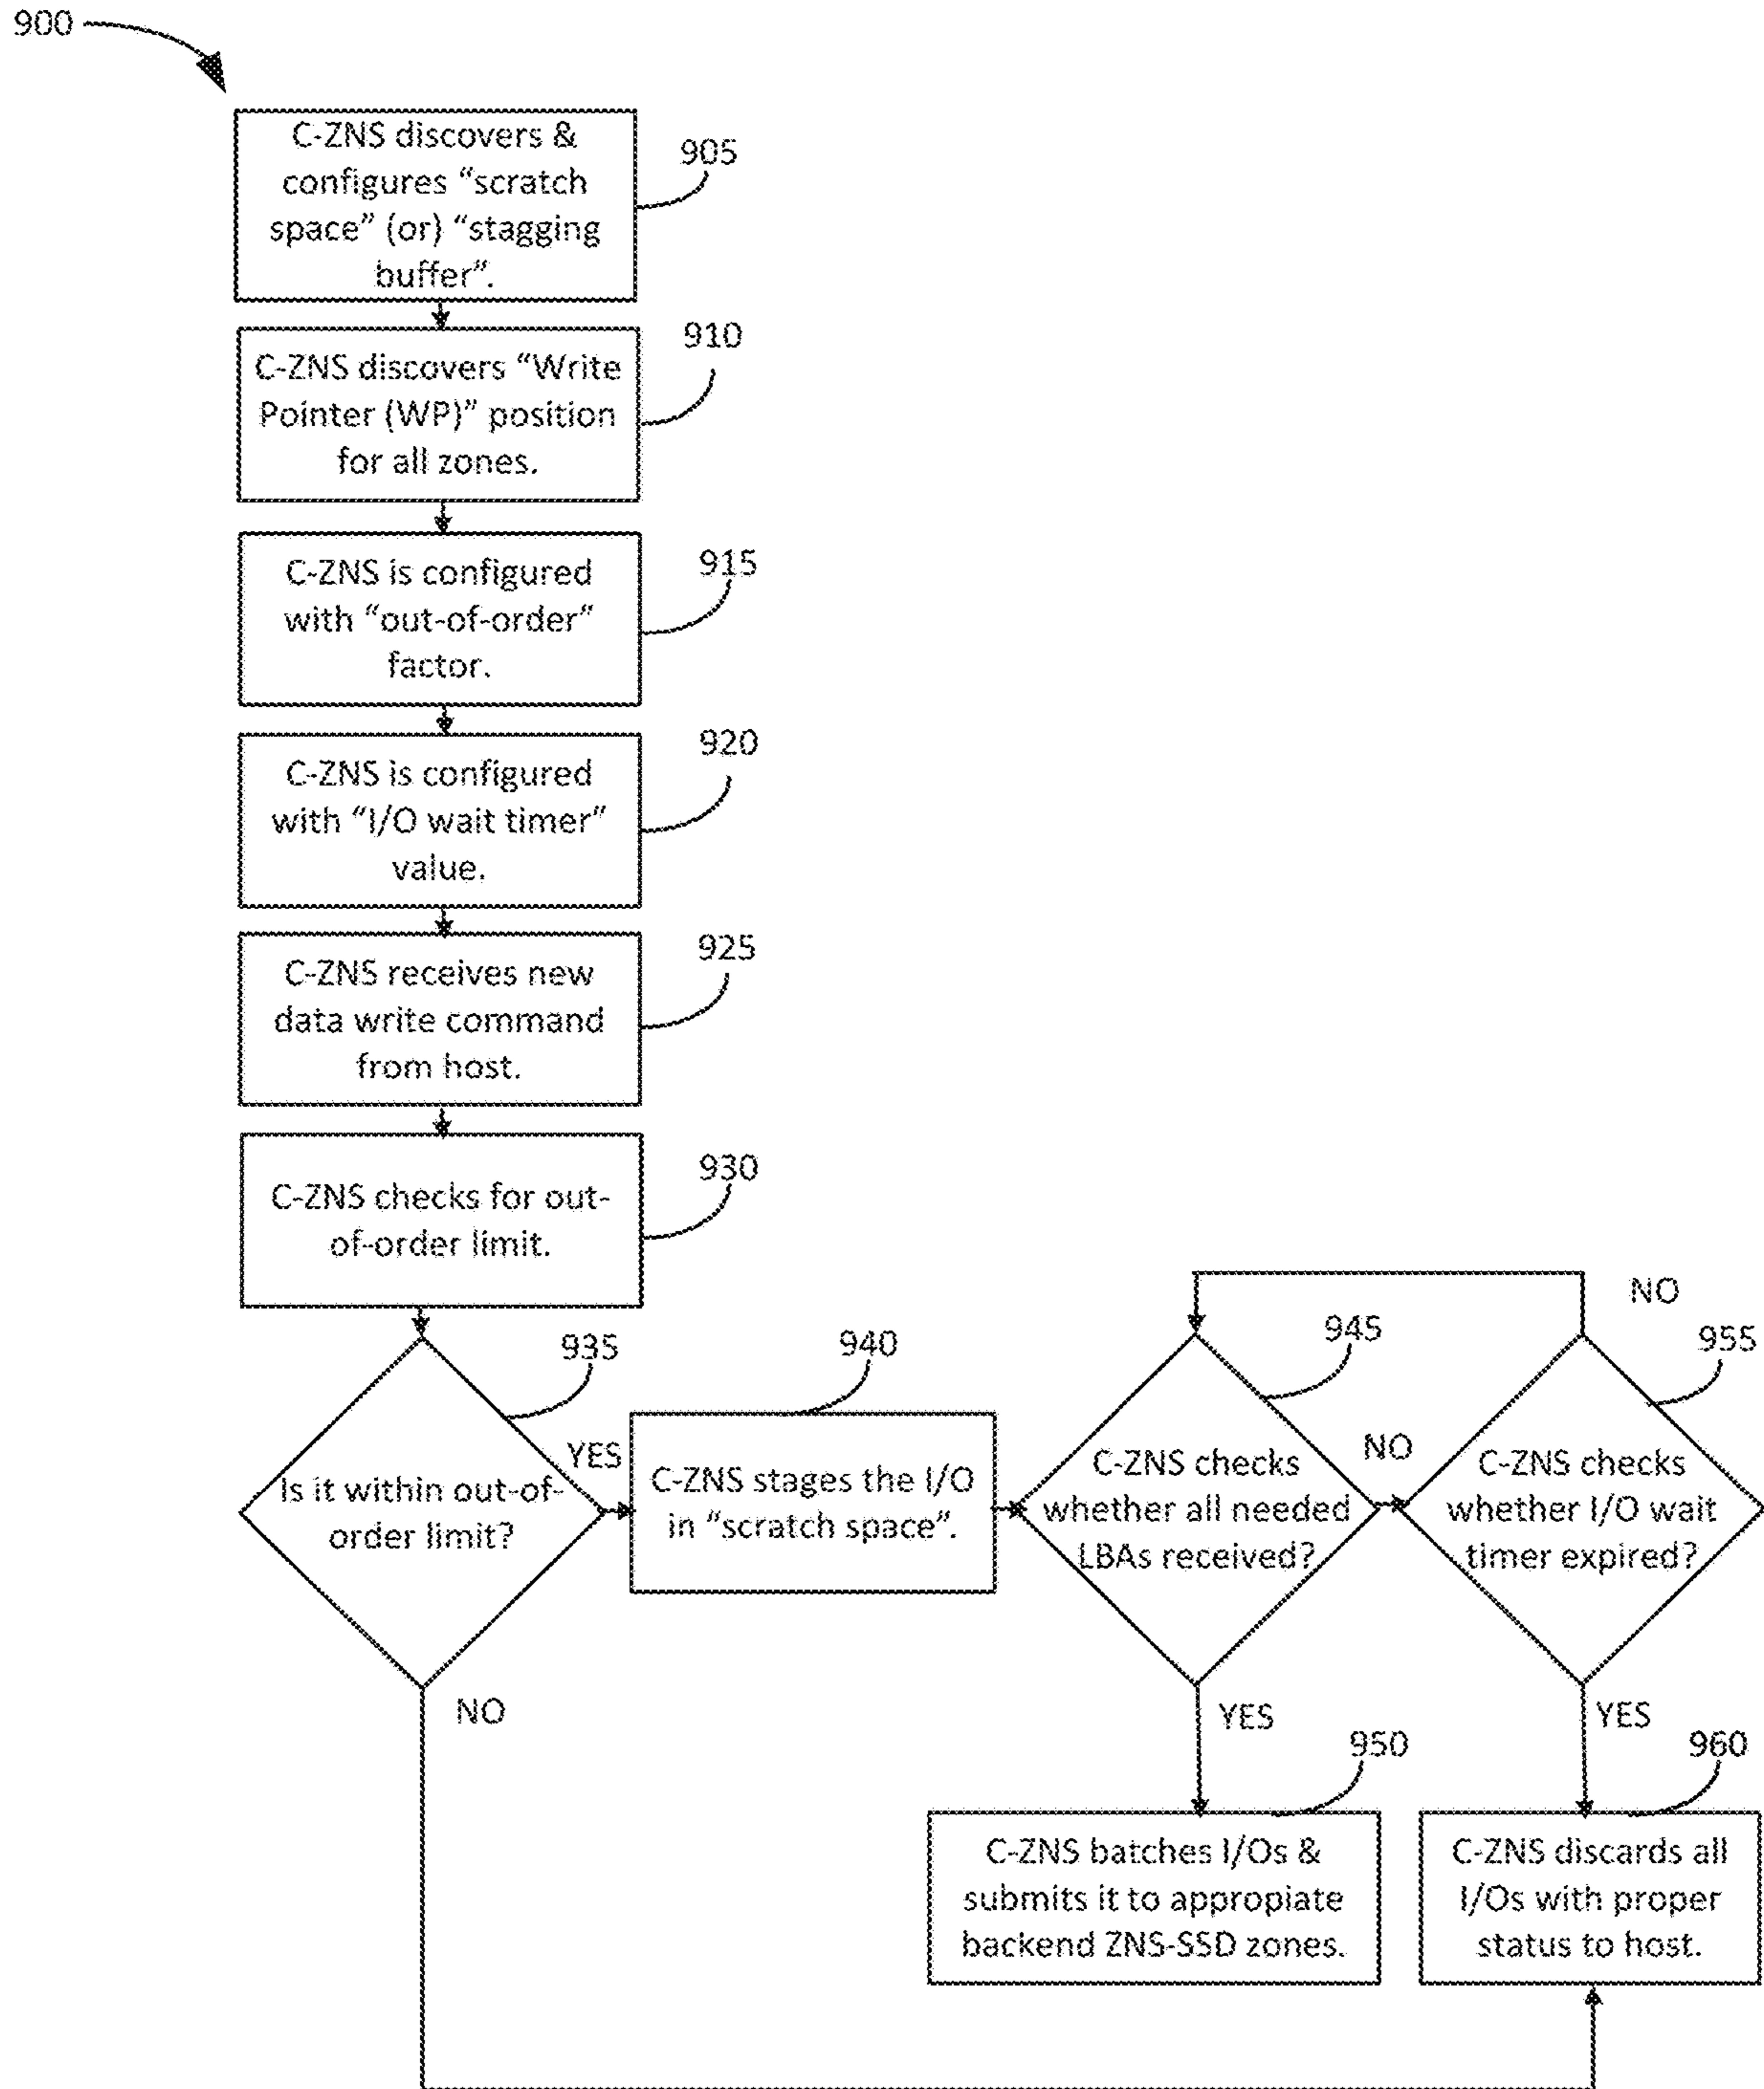 900
C-ZNS discovers &
configures “scratch
space” (or) “stagging
buffer”.
905
C-ZNS discovers “Write
Pointer (WP)” position
for all zones.
910
C-ZNS is configured
with “out-of-order”
factor.
915
C-ZNS is configured
with “I/O wait timer”
value.
920
C-ZNS receives new
data write command
from host.
925
C-ZNS checks for out-
of-order limit.
930
Is it within out-of-
order limit?
935
YES
NO
C-ZNS stages the I/O
in “scratch space”.
940
C-ZNS checks
whether all needed
LBAs received?
945
NO
YES
C-ZNS checks
whether I/O wait
timer expired?
955
NO
YES
C-ZNS batches I/Os &
submits it to appropiate
backend ZNS-SSD zones.
950
C-ZNS discards all
I/Os with proper
status to host.
960